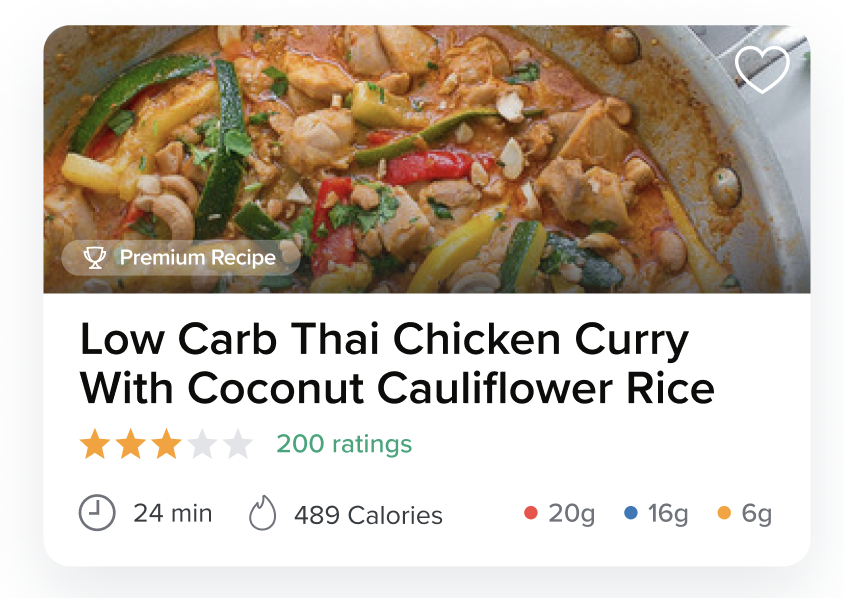 Premium Recipe
Low Carb Thai Chicken Curry
With Coconut Cauliflower Rice
200 ratings
24 min 489 Calories 20g 16g 6g